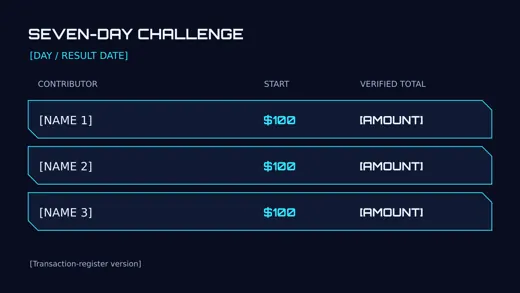 SEVEN-DAY CHALLENGE
[DAY / RESULT DATE]
CONTRIBUTOR START VERIFIED TOTAL
[NAME 1] $100 [AMOUNT]
[NAME 2] $100 [AMOUNT]
[NAME 3] $100 [AMOUNT]
[Transaction-register version]